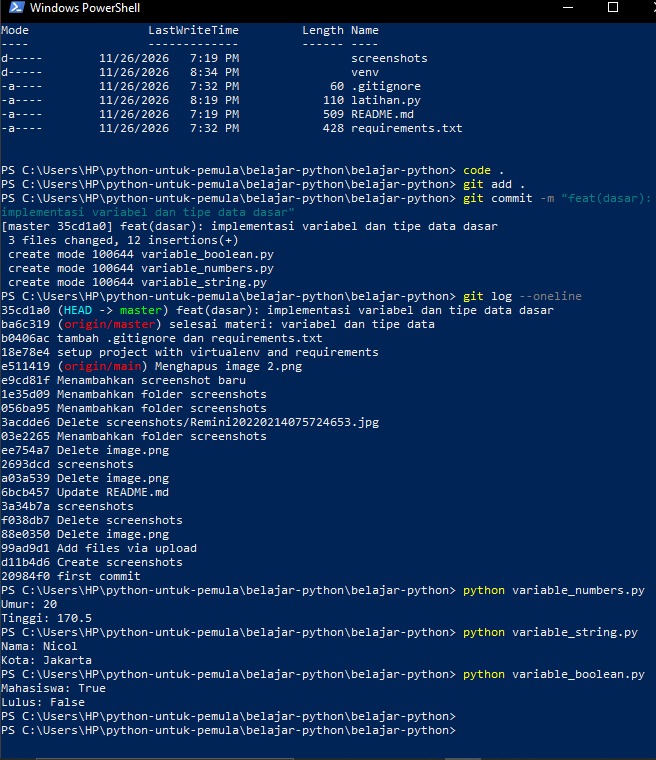 Windows PowerShell
Mode                 LastWriteTime         Length Name
----                 -------------         ------ ----
d-----        11/26/2026   7:19 PM                screenshots
d-----        11/26/2026   8:34 PM                venv
-a----        11/26/2026   7:32 PM             60 .gitignore
-a----        11/26/2026   8:19 PM            110 latihan.py
-a----        11/26/2026   7:19 PM            509 README.md
-a----        11/26/2026   7:32 PM            428 requirements.txt
PS C:\Users\HP\python-untuk-pemula\belajar-python\belajar-python> code .
PS C:\Users\HP\python-untuk-pemula\belajar-python\belajar-python> git add .
PS C:\Users\HP\python-untuk-pemula\belajar-python\belajar-python> git commit -m "feat(dasar):
implementasi variabel dan tipe data dasar"
[master 35cd1a0] feat(dasar): implementasi variabel dan tipe data dasar
 3 files changed, 12 insertions(+)
 create mode 100644 variable_boolean.py
 create mode 100644 variable_numbers.py
 create mode 100644 variable_string.py
PS C:\Users\HP\python-untuk-pemula\belajar-python\belajar-python> git log --oneline
35cd1a0 (HEAD -> master) feat(dasar): implementasi variabel dan tipe data dasar
ba6c319 (origin/master) selesai materi: variabel dan tipe data
b0406ac tambah .gitignore dan requirements.txt
18e78e4 setup project with virtualenv and requirements
e511419 (origin/main) Menghapus image 2.png
e9cd81f Menambahkan screenshot baru
1e35d09 Menambahkan folder screenshots
056ba95 Menambahkan folder screenshots
3acdde6 Delete screenshots/Remini20220214075724653.jpg
03e2265 Menambahkan folder screenshots
ee754a7 Delete image.png
2693dcd screenshots
a03a539 Delete image.png
6bcb457 Update README.md
3a34b7a screenshots
f038db7 Delete screenshots
88e0350 Delete image.png
99ad9d1 Add files via upload
d11b4d6 Create screenshots
20984f0 first commit
PS C:\Users\HP\python-untuk-pemula\belajar-python\belajar-python> python variable_numbers.py
Umur: 20
Tinggi: 170.5
PS C:\Users\HP\python-untuk-pemula\belajar-python\belajar-python> python variable_string.py
Nama: Nicol
Kota: Jakarta
PS C:\Users\HP\python-untuk-pemula\belajar-python\belajar-python> python variable_boolean.py
Mahasiswa: True
Lulus: False
PS C:\Users\HP\python-untuk-pemula\belajar-python\belajar-python>
PS C:\Users\HP\python-untuk-pemula\belajar-python\belajar-python>